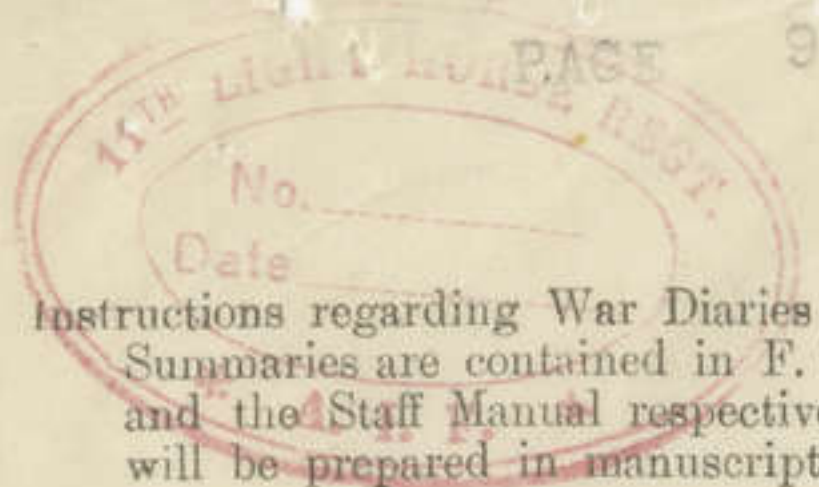 PAGE 9
11TH LIGHT HORSE REGT.
No.
Date
Instructions regarding War Diaries
Summaries are contained in F.
and the Staff Manual respective
will be prepared in manuscript
A. I. F.